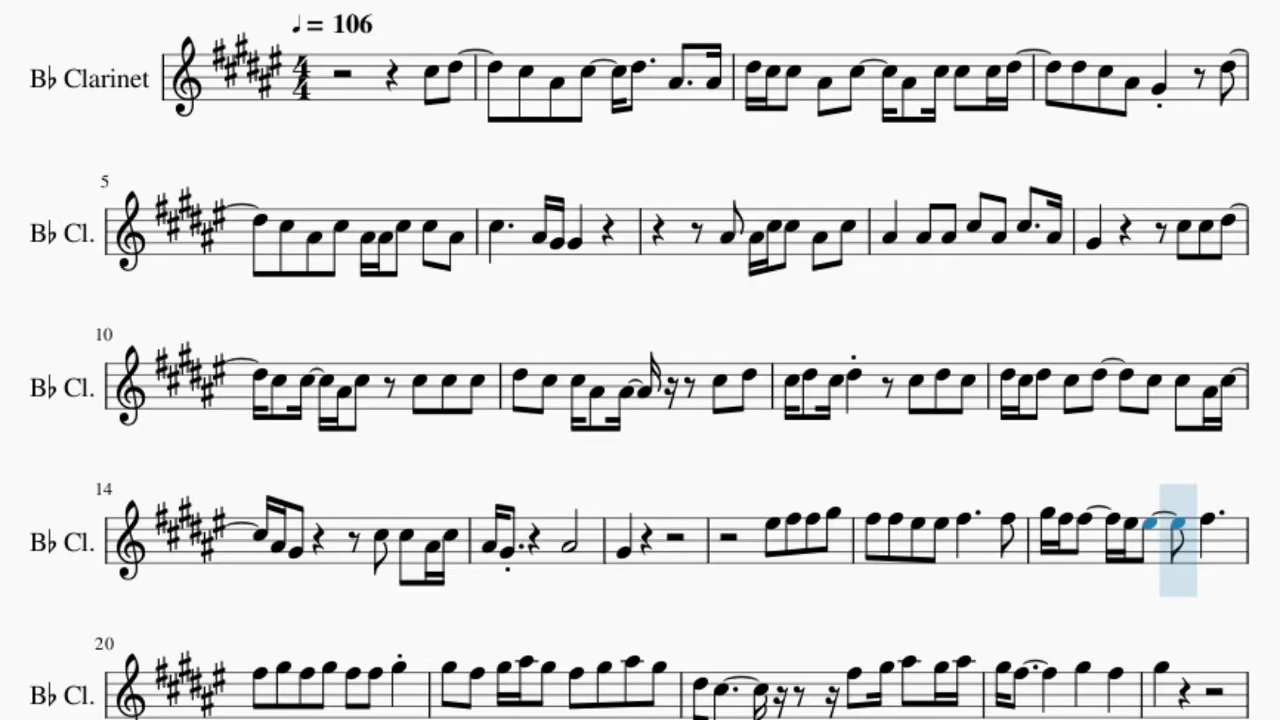 ♩= 106
B♭ Clarinet
4
4
5
B♭ Cl.
10
B♭ Cl.
14
B♭ Cl.
20
B♭ Cl.